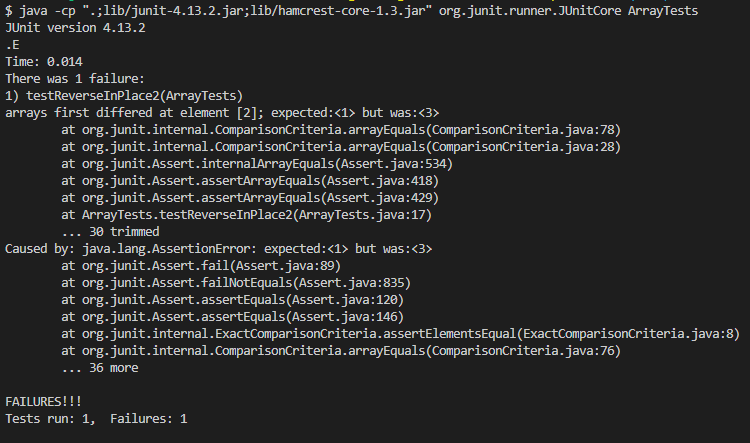 $ java -cp ".;lib/junit-4.13.2.jar;lib/hamcrest-core-1.3.jar" org.junit.runner.JUnitCore ArrayTests
JUnit version 4.13.2
.E
Time: 0.014
There was 1 failure:
1) testReverseInPlace2(ArrayTests)
arrays first differed at element [2]; expected:<1> but was:<3>
        at org.junit.internal.ComparisonCriteria.arrayEquals(ComparisonCriteria.java:78)
        at org.junit.internal.ComparisonCriteria.arrayEquals(ComparisonCriteria.java:28)
        at org.junit.Assert.internalArrayEquals(Assert.java:534)
        at org.junit.Assert.assertArrayEquals(Assert.java:418)
        at org.junit.Assert.assertArrayEquals(Assert.java:429)
        at ArrayTests.testReverseInPlace2(ArrayTests.java:17)
        ... 30 trimmed
Caused by: java.lang.AssertionError: expected:<1> but was:<3>
        at org.junit.Assert.fail(Assert.java:89)
        at org.junit.Assert.failNotEquals(Assert.java:835)
        at org.junit.Assert.assertEquals(Assert.java:120)
        at org.junit.Assert.assertEquals(Assert.java:146)
        at org.junit.internal.ExactComparisonCriteria.assertElementsEqual(ExactComparisonCriteria.java:8)
        at org.junit.internal.ComparisonCriteria.arrayEquals(ComparisonCriteria.java:76)
        ... 36 more

FAILURES!!!
Tests run: 1,  Failures: 1